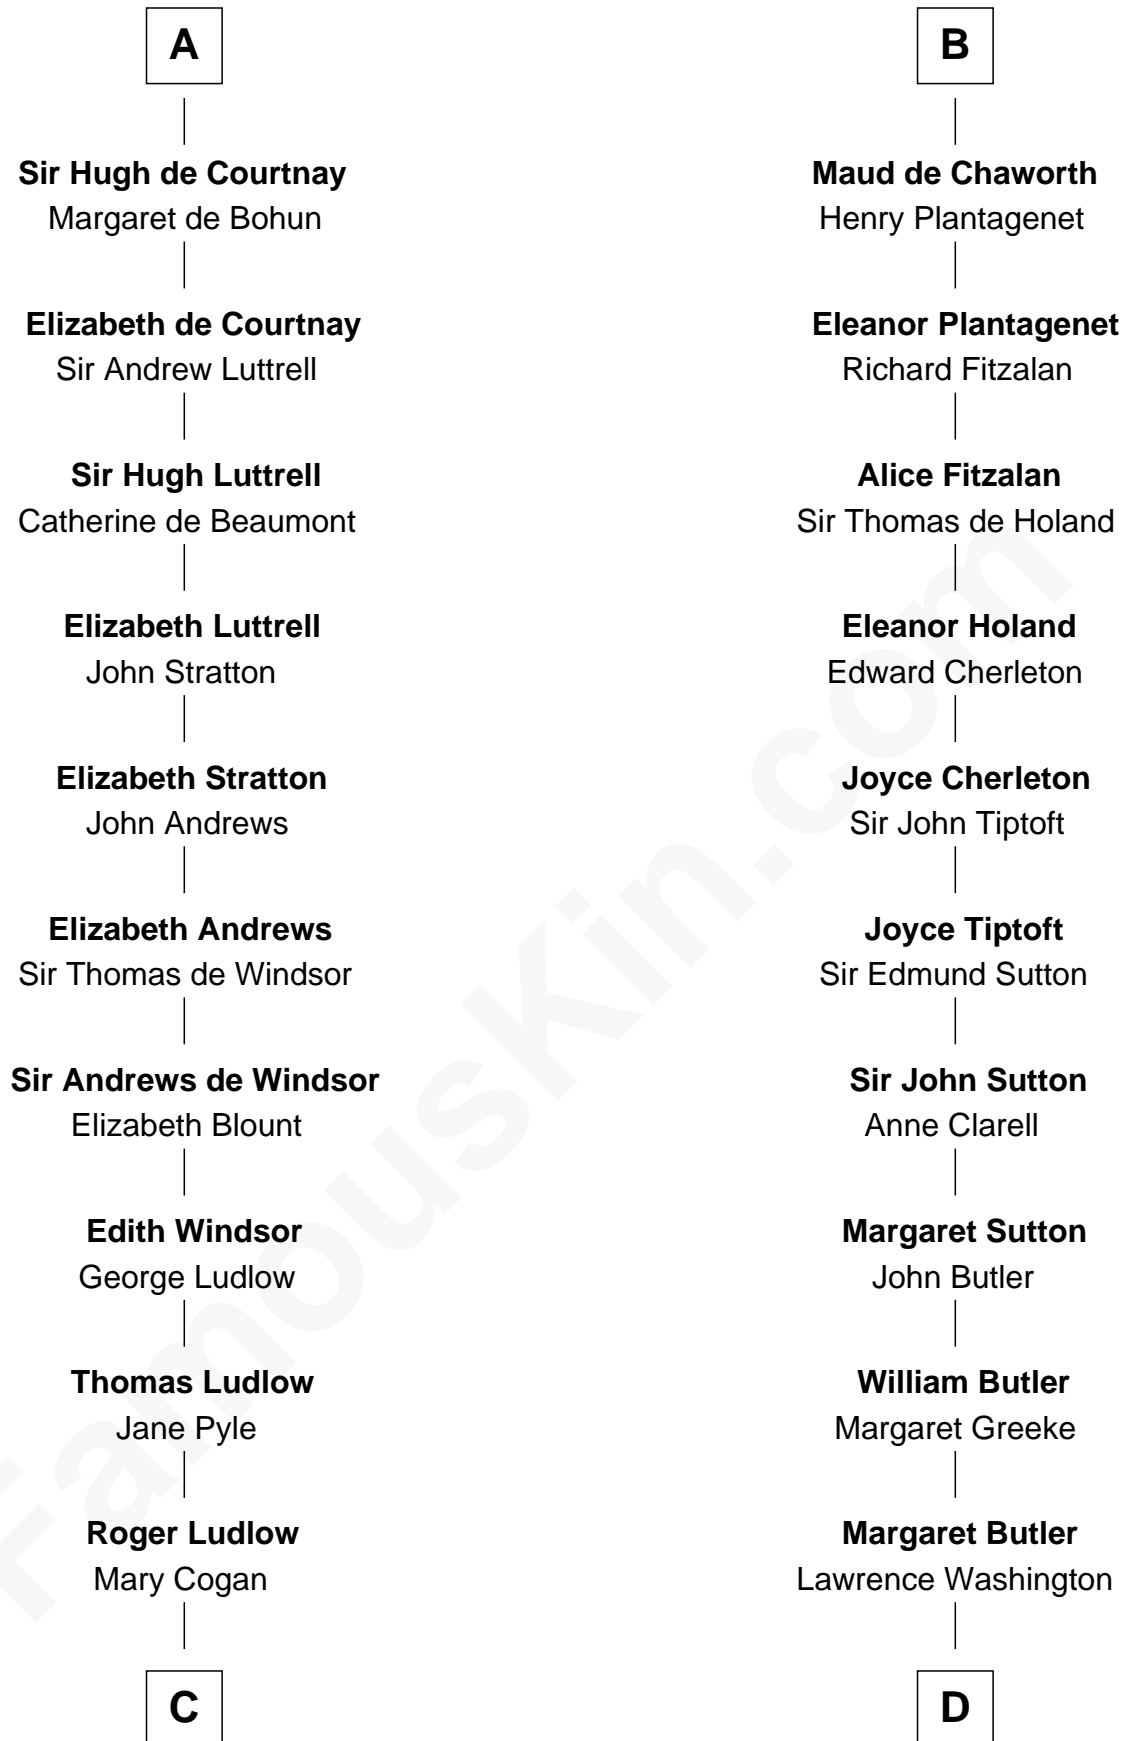 A
Sir Hugh de Courtnay
Margaret de Bohun
Elizabeth de Courtnay
Sir Andrew Luttrell
Sir Hugh Luttrell
Catherine de Beaumont
Elizabeth Luttrell
John Stratton
Elizabeth Stratton
John Andrews
Elizabeth Andrews
Sir Thomas de Windsor
Sir Andrews de Windsor
Elizabeth Blount
Edith Windsor
George Ludlow
Thomas Ludlow
Jane Pyle
Roger Ludlow
Mary Cogan
C
B
Maud de Chaworth
Henry Plantagenet
Eleanor Plantagenet
Richard Fitzalan
Alice Fitzalan
Sir Thomas de Holand
Eleanor Holand
Edward Cherleton
Joyce Cherleton
Sir John Tiptoft
Joyce Tiptoft
Sir Edmund Sutton
Sir John Sutton
Anne Clarell
Margaret Sutton
John Butler
William Butler
Margaret Greeke
Margaret Butler
Lawrence Washington
D
FamousKin.com